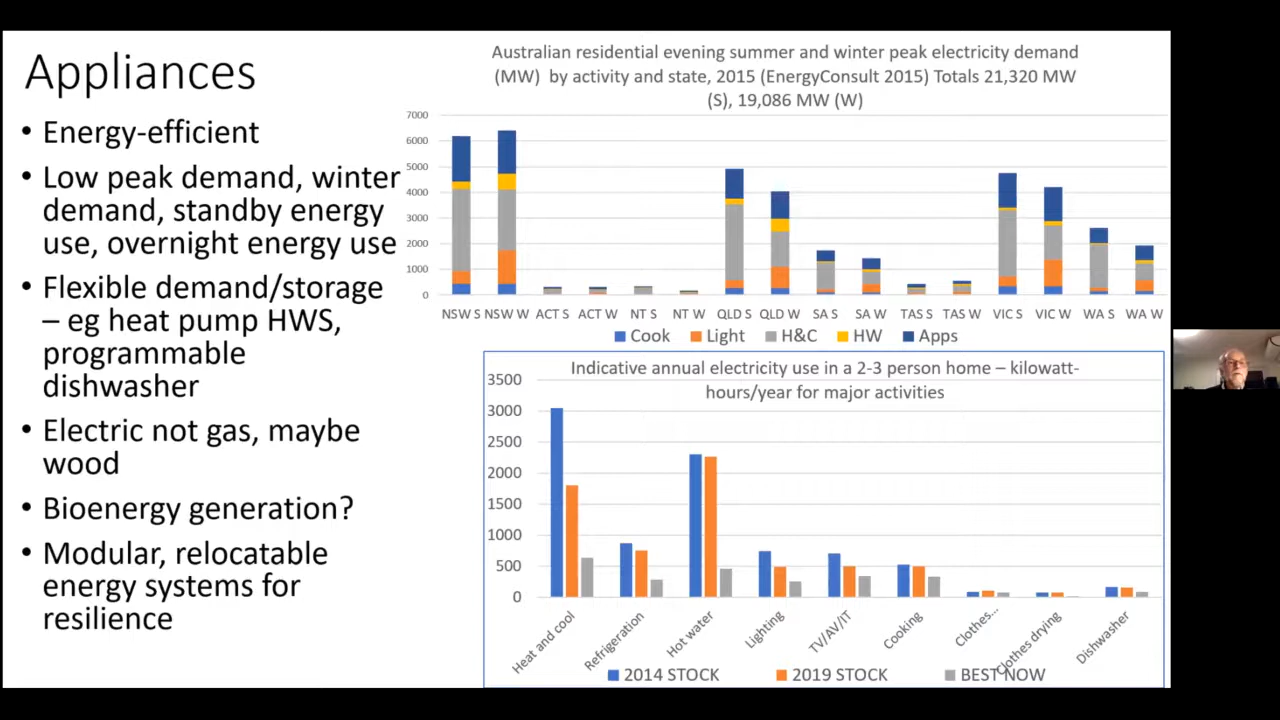 Appliances
• Energy-efficient
• Low peak demand, winter
demand, standby energy
use, overnight energy use
• Flexible demand/storage
– eg heat pump HWS,
programmable
dishwasher
• Electric not gas, maybe
wood
• Bioenergy generation?
• Modular, relocatable
energy systems for
resilience
Australian residential evening summer and winter peak electricity demand
(MW) by activity and state, 2015 (EnergyConsult 2015) Totals 21,320 MW
(S), 19,086 MW (W)
7000
6000
5000
4000
3000
2000
1000
0
NSW S NSW W ACT S ACT W NT S NT W QLD S QLD W SA S SA W TAS S TAS W VIC S VIC W WA S WA W
Cook Light H&C HW Apps
Indicative annual electricity use in a 2-3 person home – kilowatt-
hours/year for major activities
3500
3000
2500
2000
1500
1000
500
0
Heat and cool
Refrigeration
Hot water
Lighting
TV/AV/IT
Cooking
Clothes...
Clothes drying
Dishwasher
2014 STOCK 2019 STOCK BEST NOW